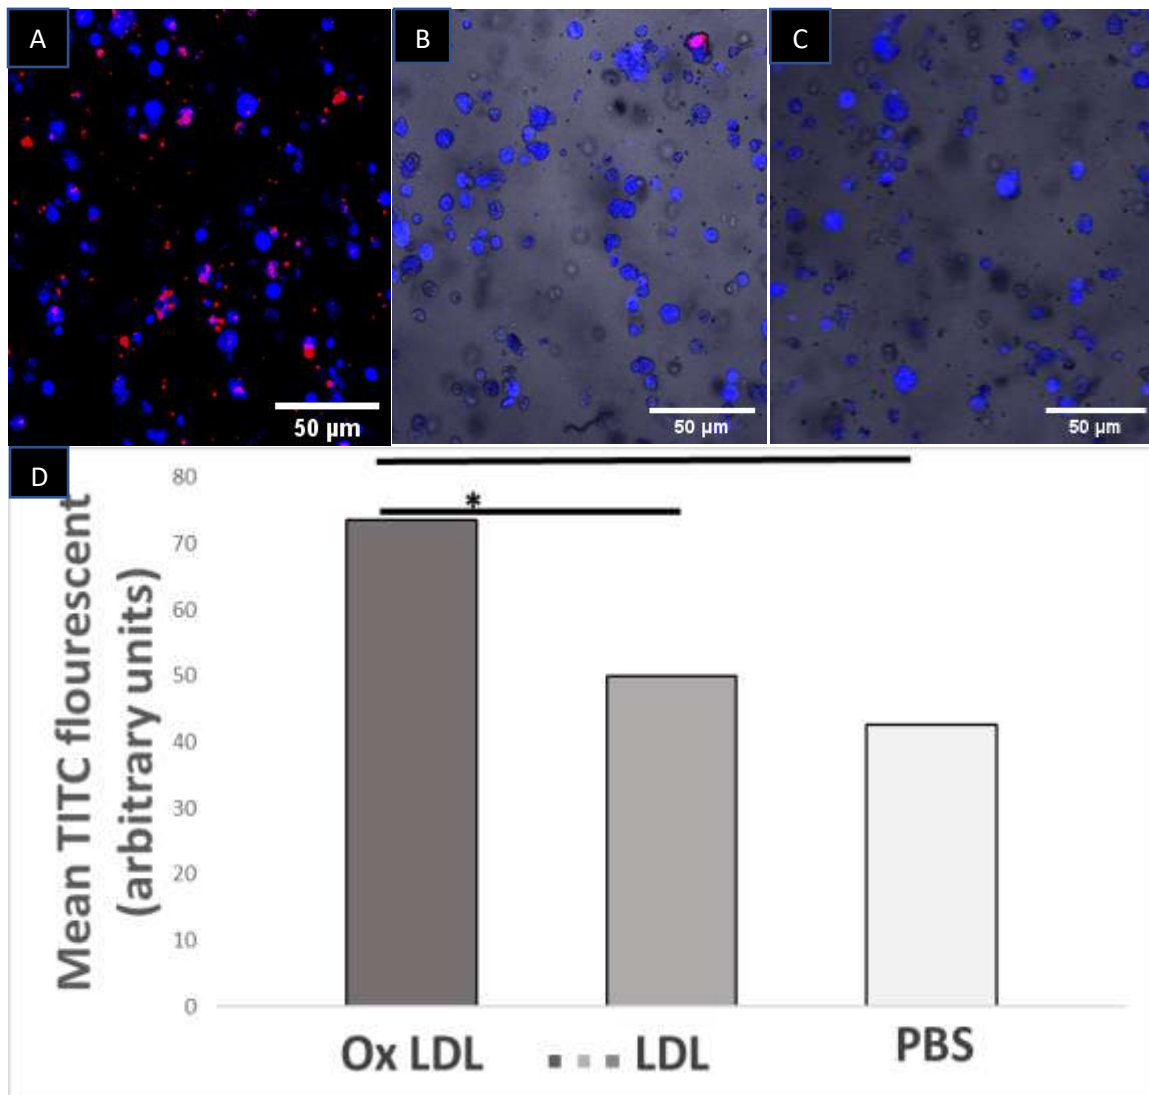 A
B
C
50 µm
50 µm
50 µm
D
*
80
70
60
50
40
30
20
10
0
Mean TITC flourescent
(arbitrary units)
Ox LDL
LDL
PBS